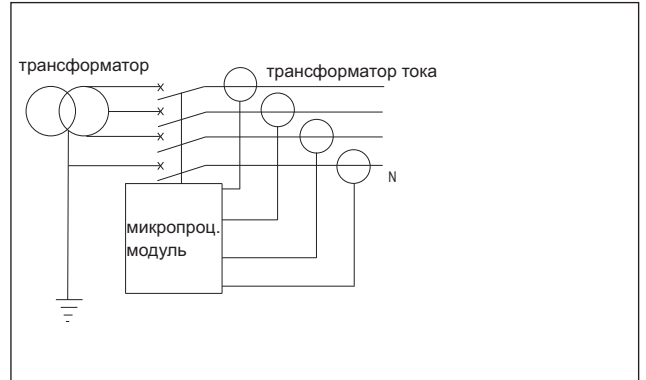 трансформатор
трансформатор тока
N
микропроц.
модуль